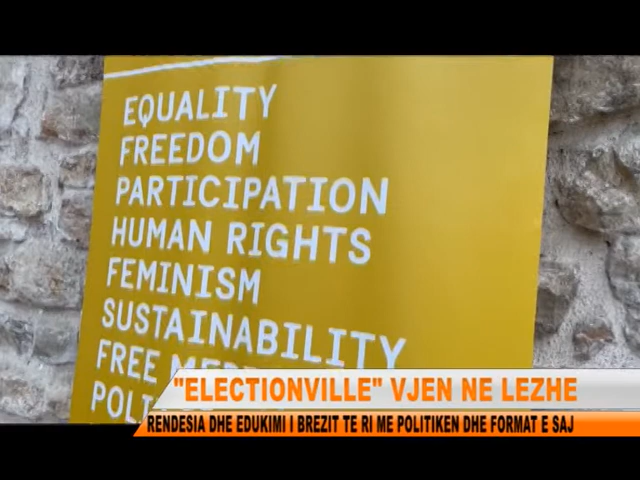 EQUALITY
FREEDOM
PARTICIPATION
HUMAN RIGHTS
FEMINISM
SUSTAINABILITY
FREE
"ELECTIONVILLE" VJEN NE LEZHE
RENDESIA DHE EDUKIMI I BREZIT TE RI ME POLITIKEN DHE FORMAT E SAJ